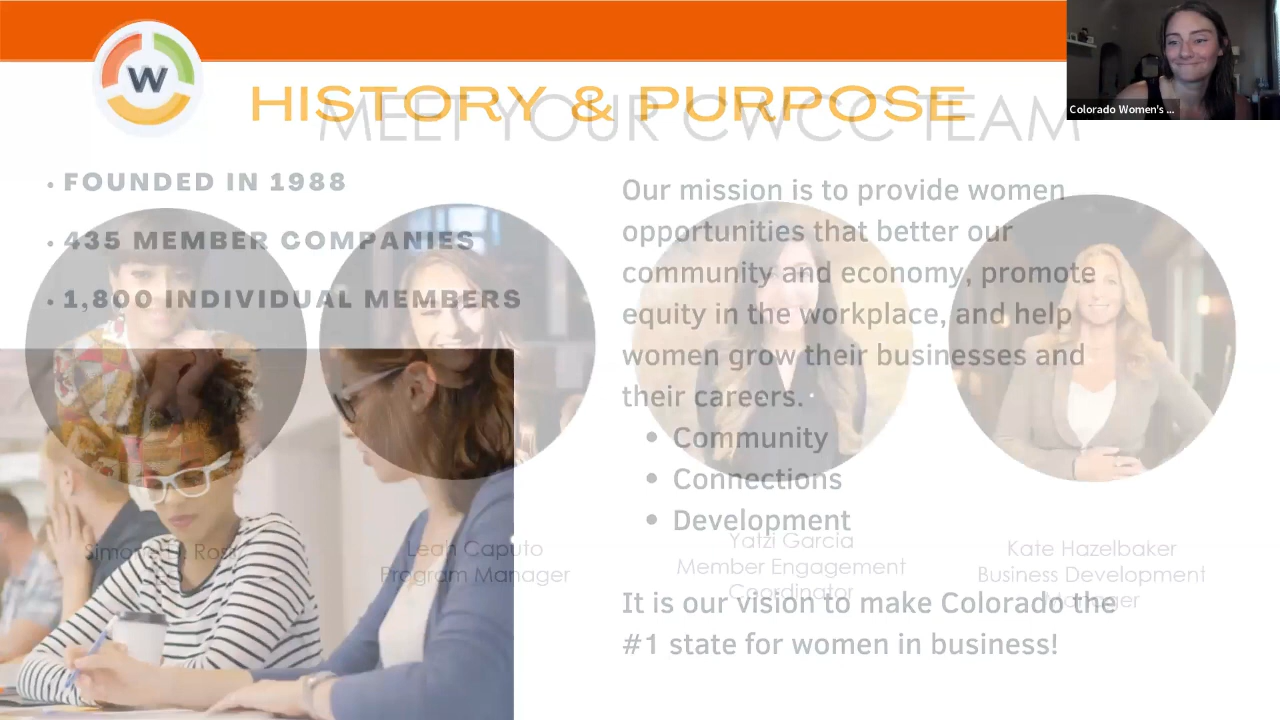 W
HISTORY & PURPOSE
MEET YOUR CWCC TEAM
Colorado Women's ...
• FOUNDED IN 1988
• 435 MEMBER COMPANIES
• 1,800 INDIVIDUAL MEMBERS
Our mission is to provide women
opportunities that better our
community and economy, promote
equity in the workplace, and help
women grow their businesses and
their careers.
• Community
• Connections
• Development
It is our vision to make Colorado the
#1 state for women in business!
Leah Caputo
Program Manager
Yatzi Garcia
Member Engagement
Coordinator
Kate Hazelbaker
Business Development
Manager